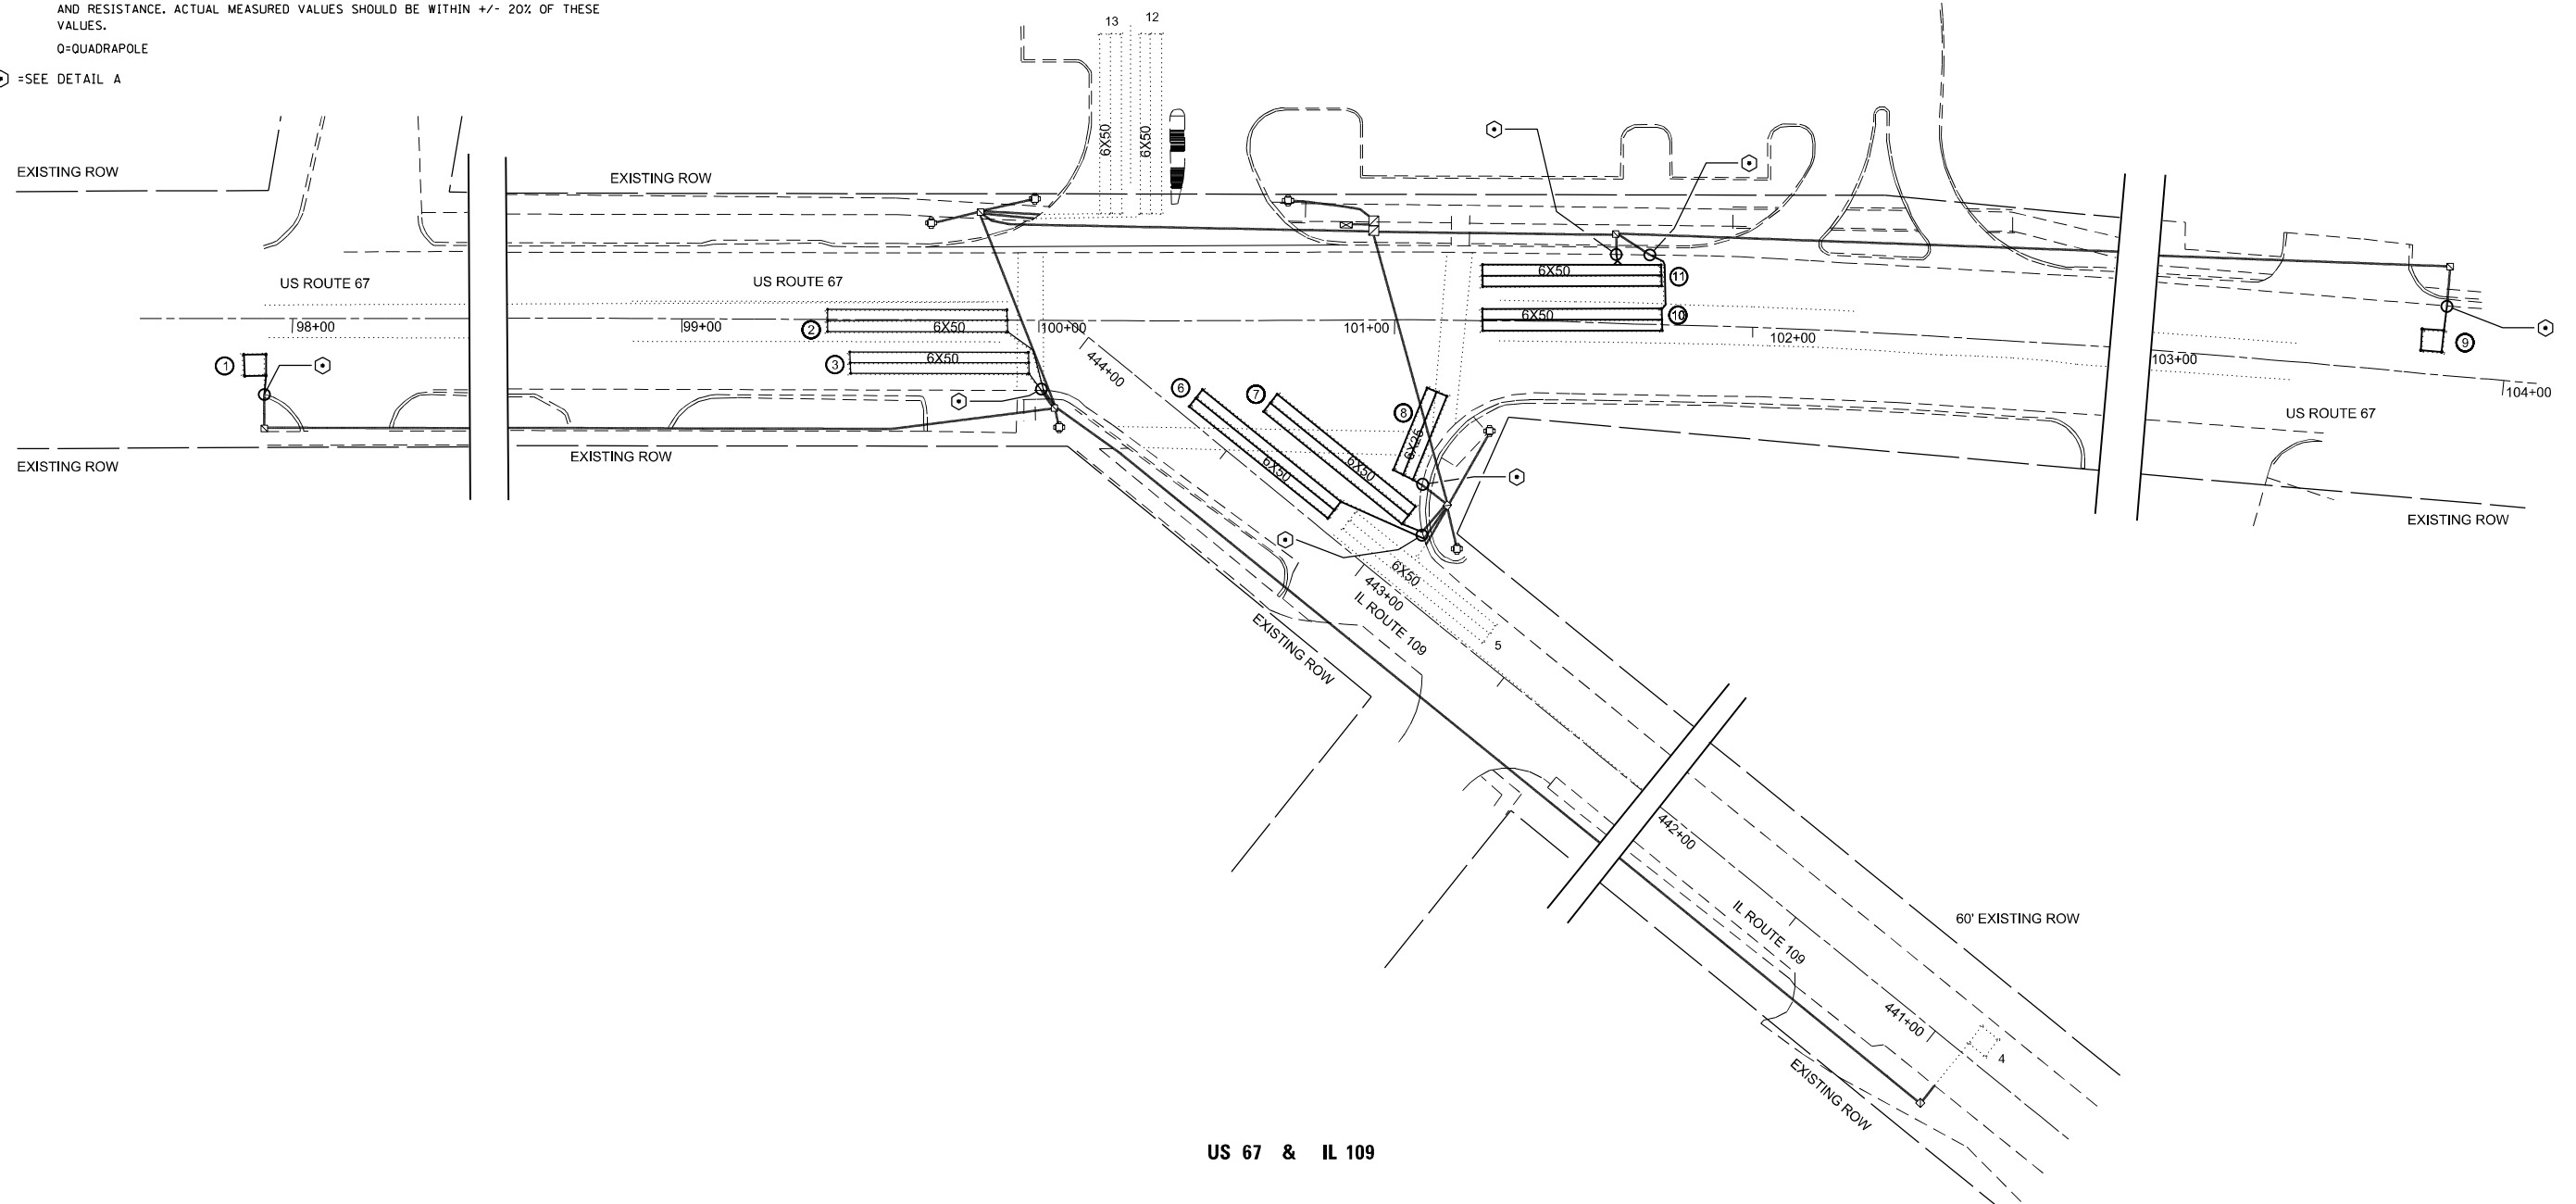 AND RESISTANCE. ACTUAL MEASURED VALUES SHOULD BE WITHIN +/- 20% OF THESE
VALUES.
Q=QUADRAPOLE
=SEE DETAIL A
13
12
6X50
6X50
EXISTING ROW
EXISTING ROW
US ROUTE 67
US ROUTE 67
6X50
11
98+00
99+00
2
6X50
100+00
101+00
6X50
10
102+00
103+00
104+00
1
3
6X50
444+00
9
6
7
8
6X25
US ROUTE 67
EXISTING ROW
EXISTING ROW
6X50
6X50
EXISTING ROW
6X50
443+00
IL ROUTE 109
5
EXISTING ROW
442+00
IL ROUTE 109
60' EXISTING ROW
441+00
4
EXISTING ROW
US 67 & IL 109